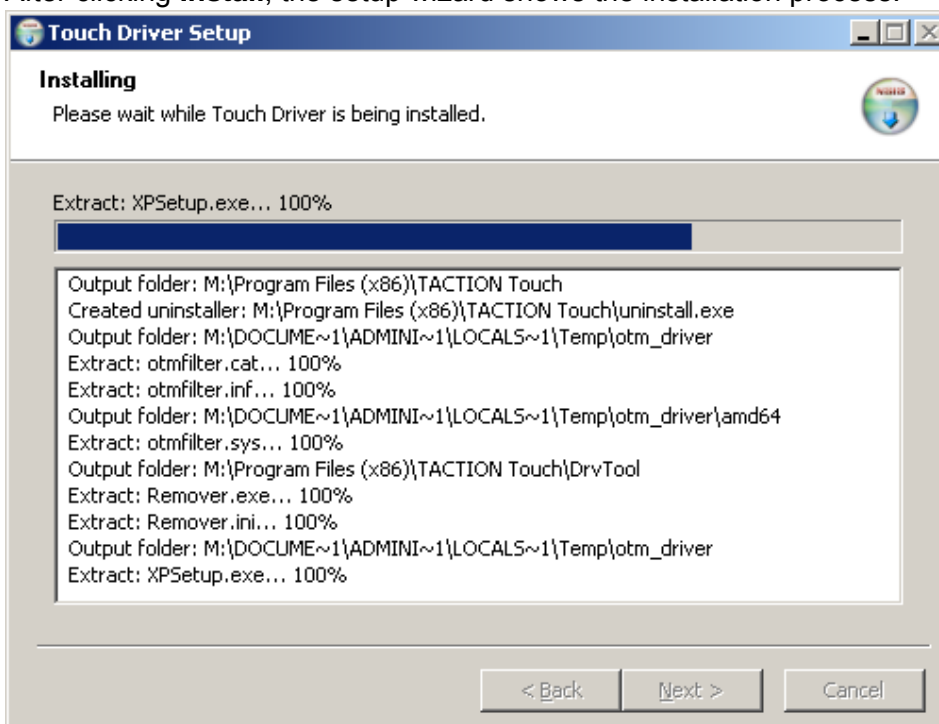 After clicking Install, the setup wizard shows the installation process.
Touch Driver Setup
Installing
Please wait while Touch Driver is being installed.
Extract: XPSetup.exe... 100%
Output folder: M:\Program Files (x86)\TACTION Touch
Created uninstaller: M:\Program Files (x86)\TACTION Touch\uninstall.exe
Output folder: M:\DOCUME~1\ADMINI~1\LOCALS~1\Temp\otm_driver
Extract: otmfilter.cat... 100%
Extract: otmfilter.inf... 100%
Output folder: M:\DOCUME~1\ADMINI~1\LOCALS~1\Temp\otm_driver\amd64
Extract: otmfilter.sys... 100%
Output folder: M:\Program Files (x86)\TACTION Touch\DrvTool
Extract: Remover.exe... 100%
Extract: Remover.ini... 100%
Output folder: M:\DOCUME~1\ADMINI~1\LOCALS~1\Temp\otm_driver
Extract: XPSetup.exe... 100%
< Back Next > Cancel